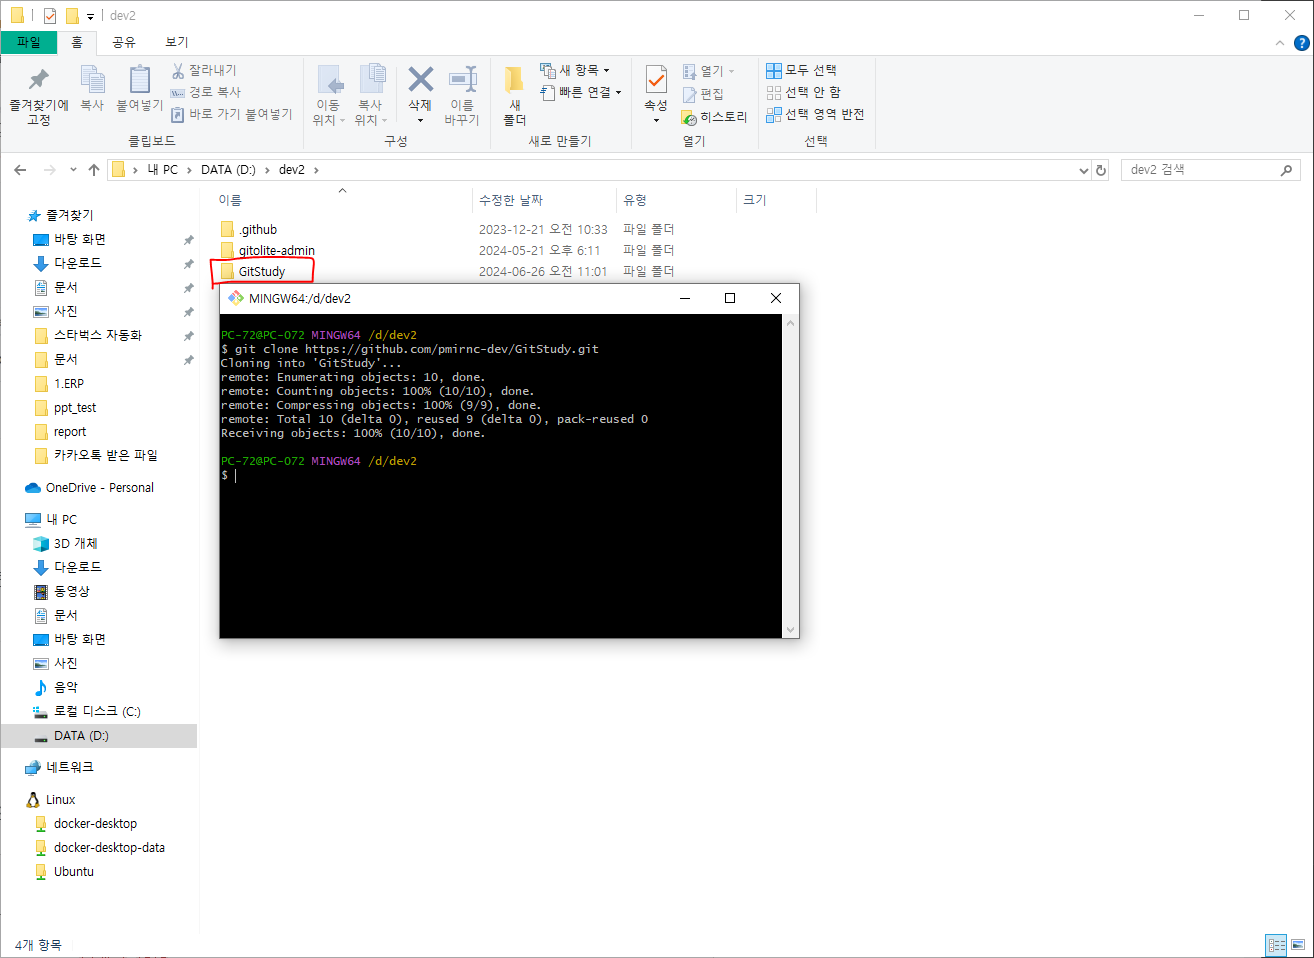 dev2
파일 홈 공유 보기
즐겨찾기에 고정
복사
붙여넣기
잘라내기
경로 복사
바로 가기 붙여넣기
클립보드
이동 위치
복사 위치
삭제
이름 바꾸기
구성
새 폴더
새 항목
빠른 연결
새로 만들기
속성
열기
편집
히스토리
열기
모두 선택
선택 안 함
선택 영역 반전
선택
내 PC > DATA (D:) > dev2 >
dev2 검색
이름 수정한 날짜 유형 크기
.github 2023-12-21 오전 10:33 파일 폴더
gitolite-admin 2024-05-21 오후 6:11 파일 폴더
GitStudy 2024-06-26 오전 11:01 파일 폴더
즐겨찾기
바탕 화면
다운로드
문서
사진
스타벅스 자동화
문서
1.ERP
ppt_test
report
카카오톡 받은 파일
OneDrive - Personal
내 PC
3D 개체
다운로드
동영상
문서
바탕 화면
사진
음악
로컬 디스크 (C:)
DATA (D:)
네트워크
Linux
docker-desktop
docker-desktop-data
Ubuntu
MINGW64:/d/dev2
PC-72@PC-072 MINGW64 /d/dev2
$ git clone https://github.com/pmirnc-dev/GitStudy.git
Cloning into 'GitStudy'...
remote: Enumerating objects: 10, done.
remote: Counting objects: 100% (10/10), done.
remote: Compressing objects: 100% (9/9), done.
remote: Total 10 (delta 0), reused 9 (delta 0), pack-reused 0
Receiving objects: 100% (10/10), done.
PC-72@PC-072 MINGW64 /d/dev2
$
4개 항목